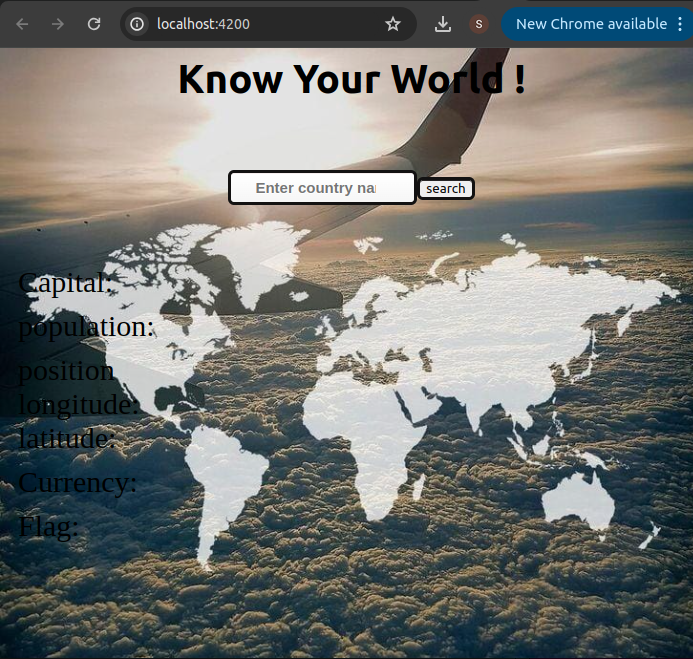 localhost:4200
S
New Chrome available
Know Your World !
Enter country na
search
Capital:
population:
position
longitude:
latitude:
Currency:
Flag: